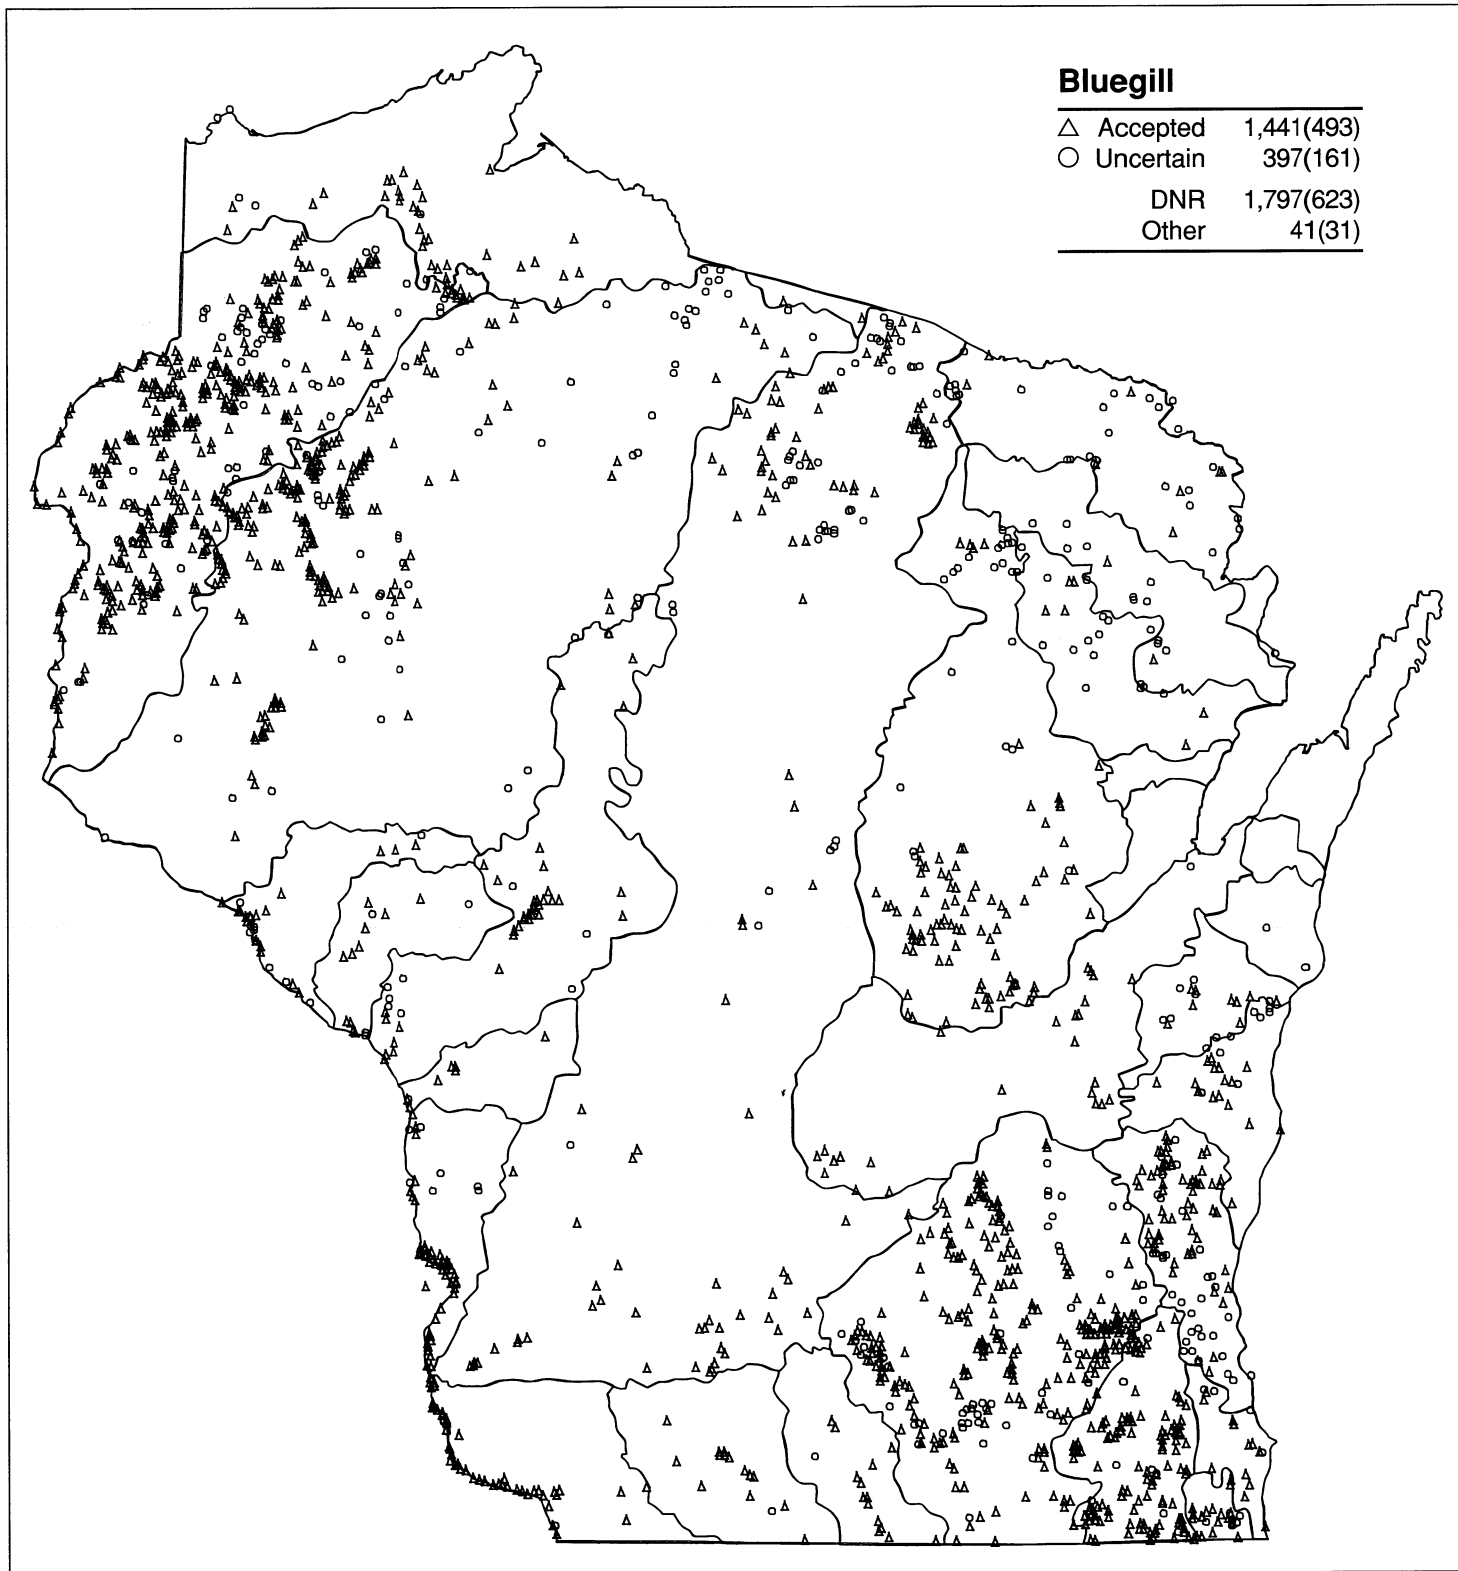 Bluegill
△ Accepted 1,441(493)
○ Uncertain 397(161)
DNR 1,797(623)
Other 41(31)